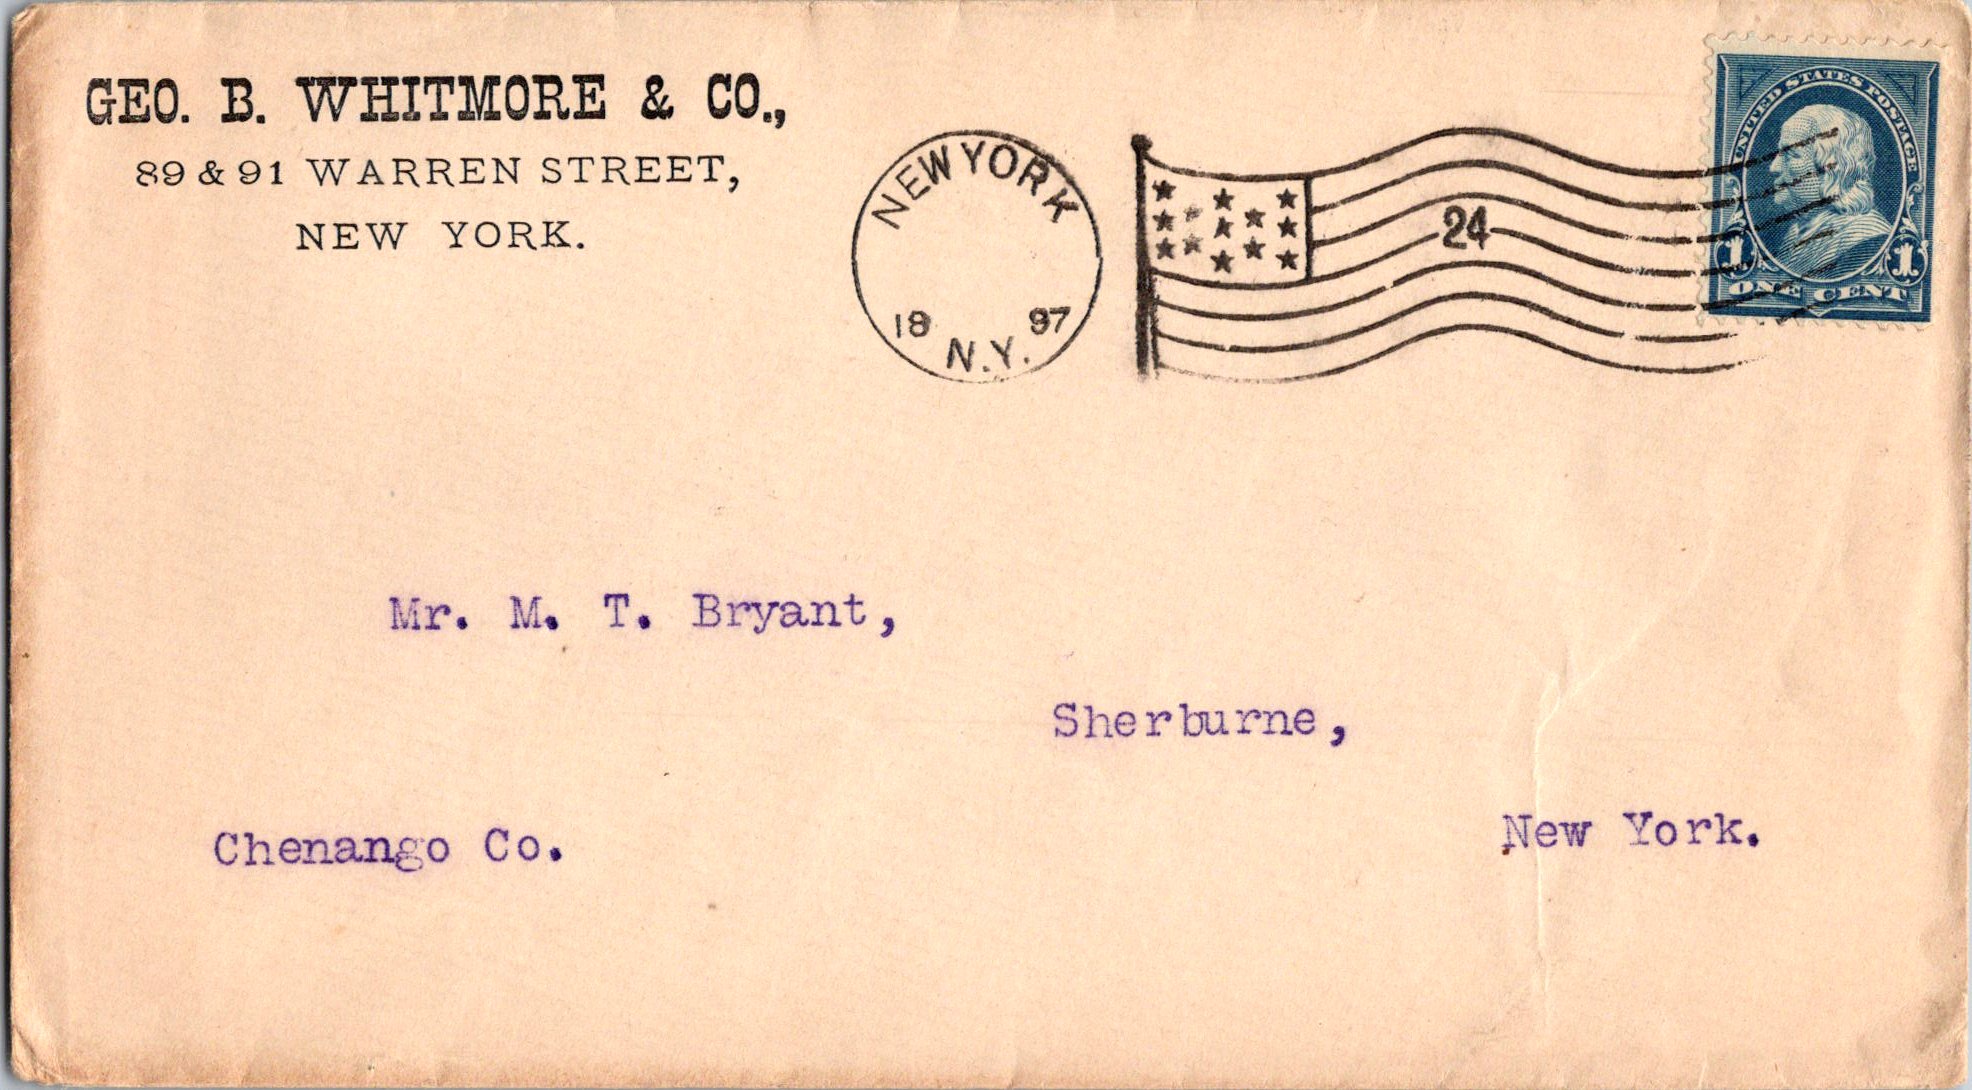 GEO. B. WHITMORE & CO.,
89 & 91 WARREN STREET,
NEW YORK.
NEW YORK
18 97
N.Y.
24
UNITED STATES POSTAGE
1 1
ONE CENT
Mr. M. T. Bryant,
Sherburne,
Chenango Co.
New York.